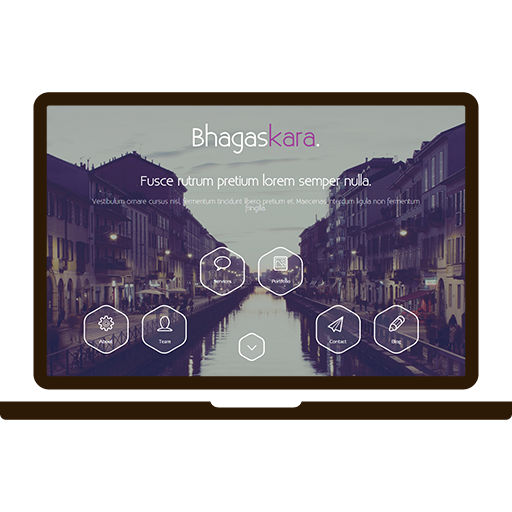 Bhagaskara.
Fusce rutrum pretium lorem semper nulla.
Vestibulum ornare cursus nisl, fermentum tincidunt libero pretium et. Maecenas interdum ligula non fermentum
fringilla.
Services
Portfolio
About
Team
Contact
Blog